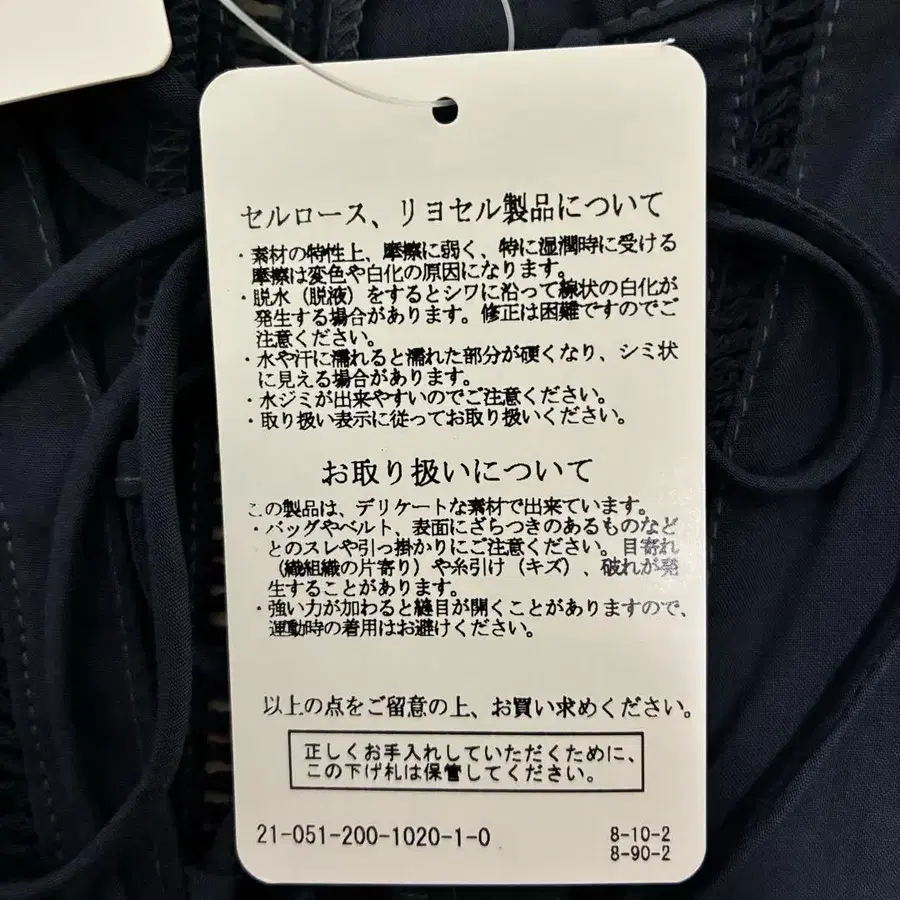 セルロース、リヨセル製品について
・素材の特性上、摩擦に弱く、特に湿潤時に受ける
摩擦は変色や白化の原因になります。
・脱水（脱液）をするとシワに沿って線状の白化が
発生する場合があります。修正は困難ですのでご
注意ください。
・水や汗に濡れると濡れた部分が硬くなり、シミ状
に見える場合があります。
・水ジミが出来やすいのでご注意ください。
・取り扱い表示に従ってお取り扱いください。
お取り扱いについて
この製品は、デリケートな素材で出来ています。
・バッグやベルト、表面にざらつきのあるものなど
とのスレや引っ掛かりにご注意ください。目寄れ
（織組織の片寄り）や糸引け（キズ）、破れが発
生することがあります。
・強い力が加わると縫目が開くことがありますので、
運動時の着用はお避けください。
以上の点をご留意の上、お買い求めください。
正しくお手入れしていただくために、
この下げ札は保管してください。
21-051-200-1020-1-0
8-10-2
8-90-2